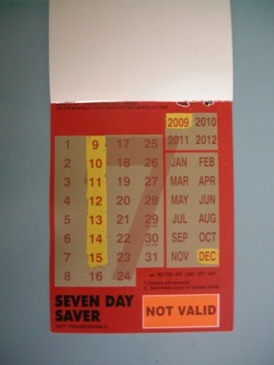 2009 2010
2011 2012
1 9 17 25
2 10 18 26
3 11 19 27
4 12 20 28
5 13 21 29
6 14 22 30
7 15 23 31
8 16 24
JAN FEB
MAR APR
MAY JUN
JUL AUG
SEP OCT
NOV DEC
SEVEN DAY
SAVER
NOT TRANSFERABLE
NOT VALID